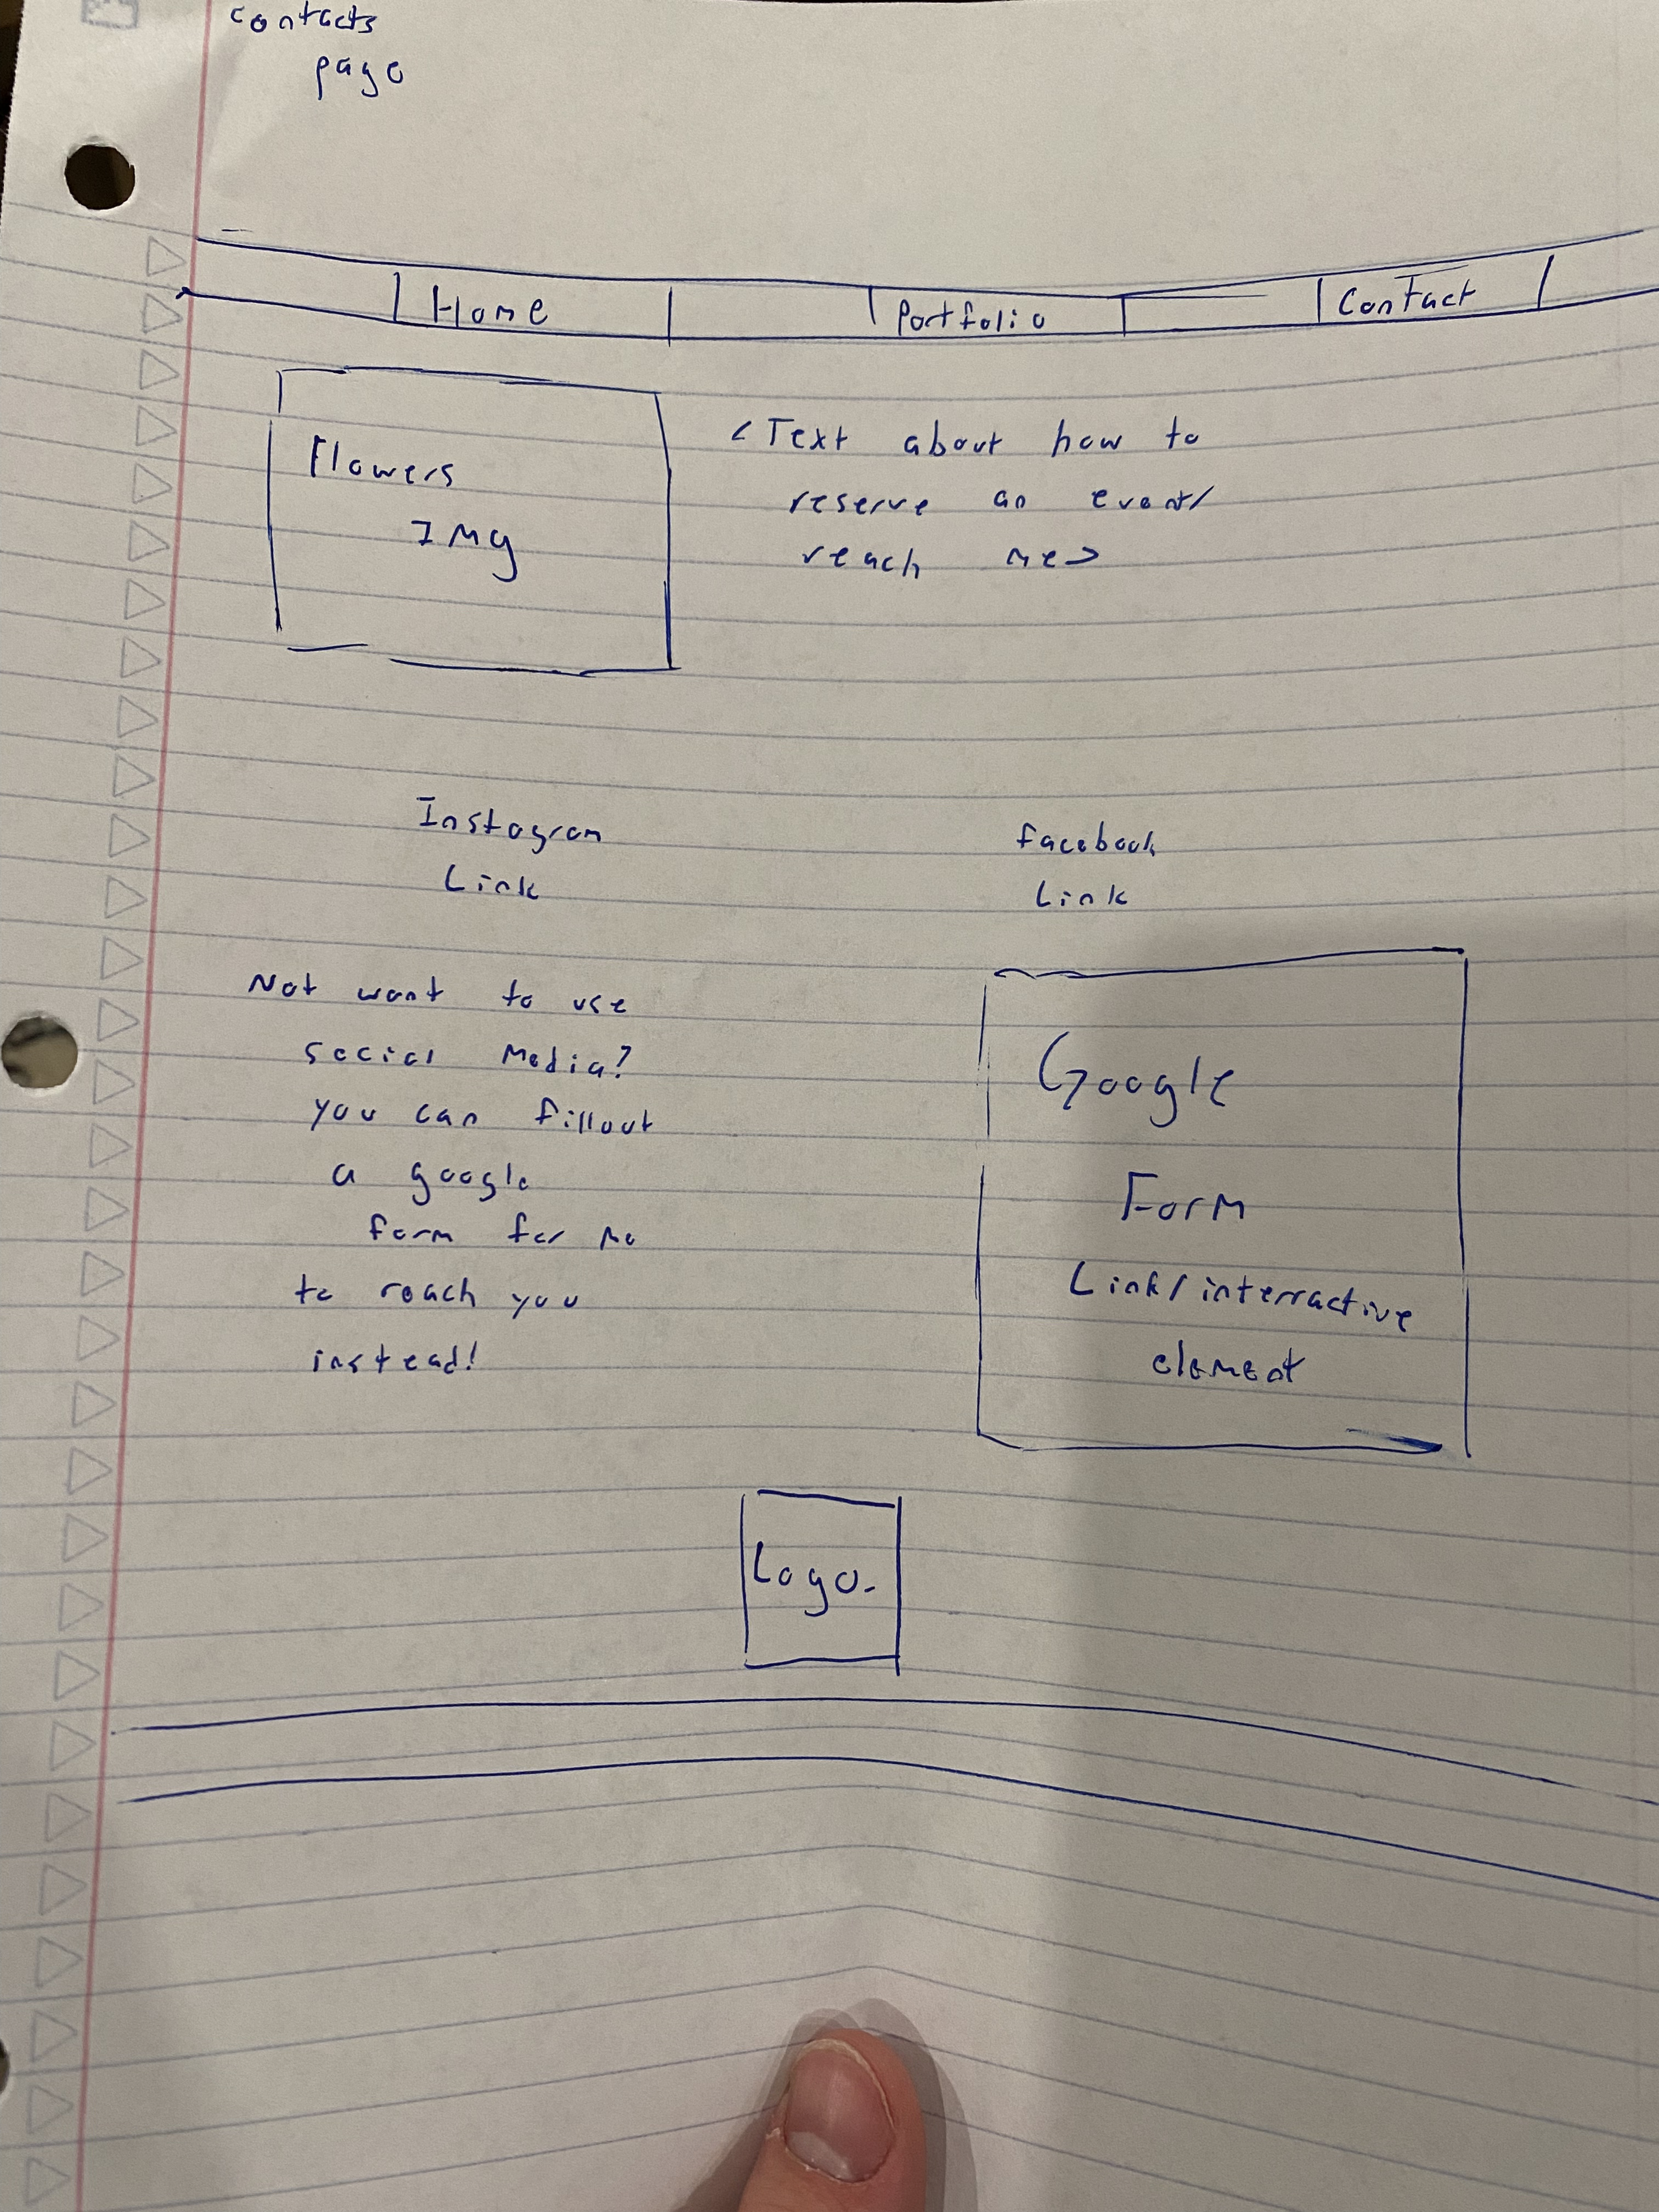 contacts
page
Home Portfolio Contact
Flowers
Img
<Text about how to
reserve an event/
reach me>
Instagram
Link
facebook
Link
Not want to use
social media?
you can fillout
a google
form for me
to reach you
instead!
Google
Form
Link/interractive
element
Logo